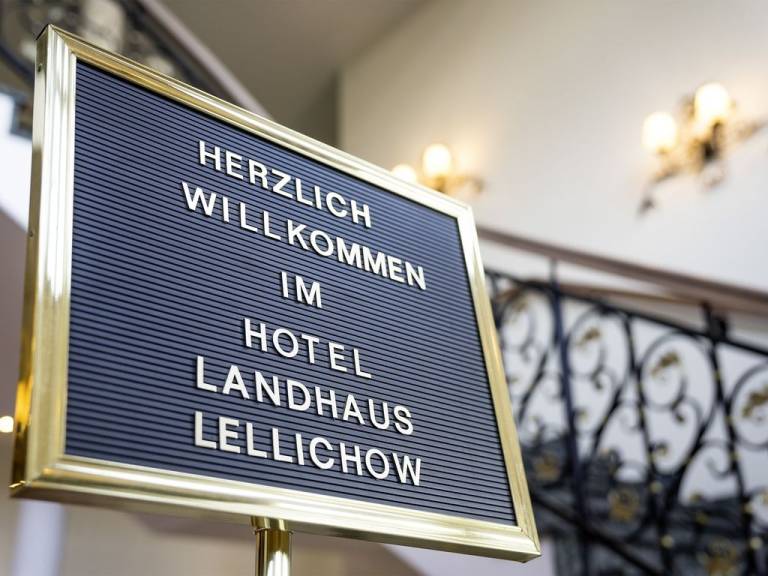 HERZLICH
WILLKOMMEN
IM
HOTEL
LANDHAUS
LELLICHOW